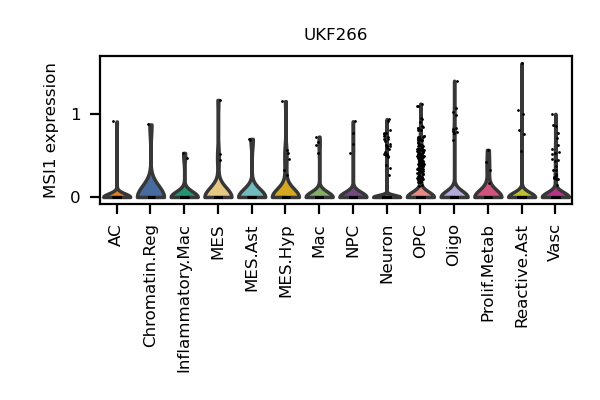 UKF266
MSI1 expression
1
0
AC
Chromatin.Reg
Inflammatory.Mac
MES
MES.Ast
MES.Hyp
Mac
NPC
Neuron
OPC
Oligo
Prolif.Metab
Reactive.Ast
Vasc